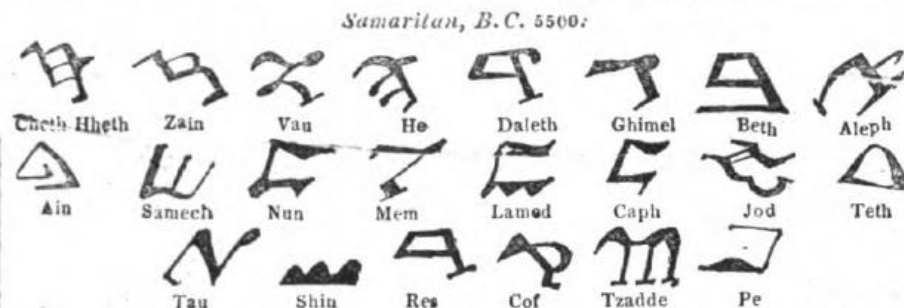 Samaritan, B.C. 5500:
Cheth Hheth Zain Vau He Daleth Ghimel Beth Aleph
Ain Samech Nun Mem Lamed Caph Jod Teth
Tau Shin Res Cof Tzadde Pe